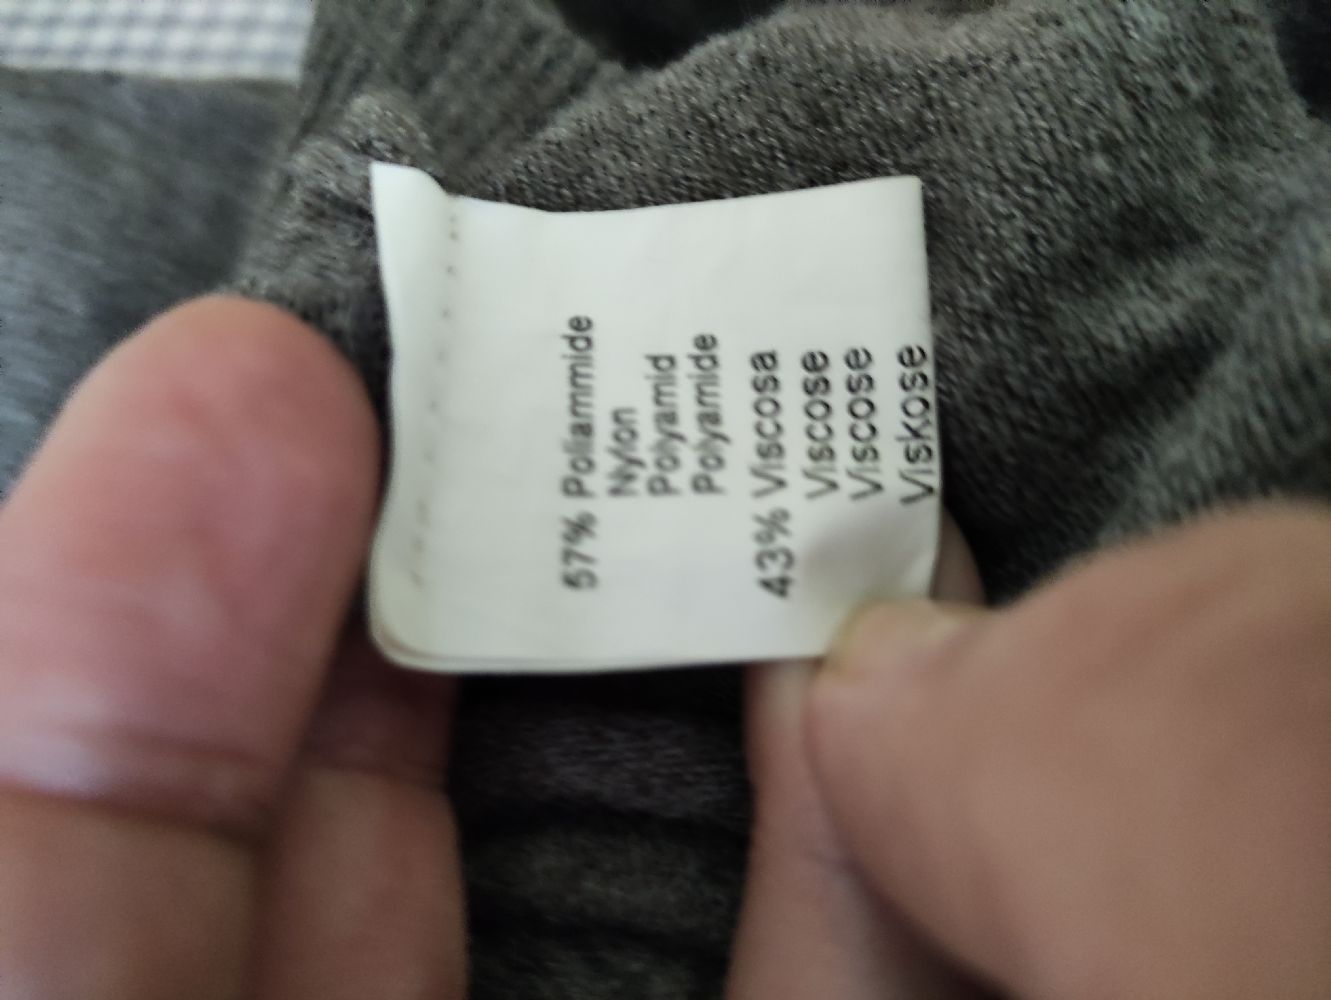 57% Poliammide
Nylon
Polyamid
Polyamide
43% Viscosa
Viscose
Viscose
Viskose